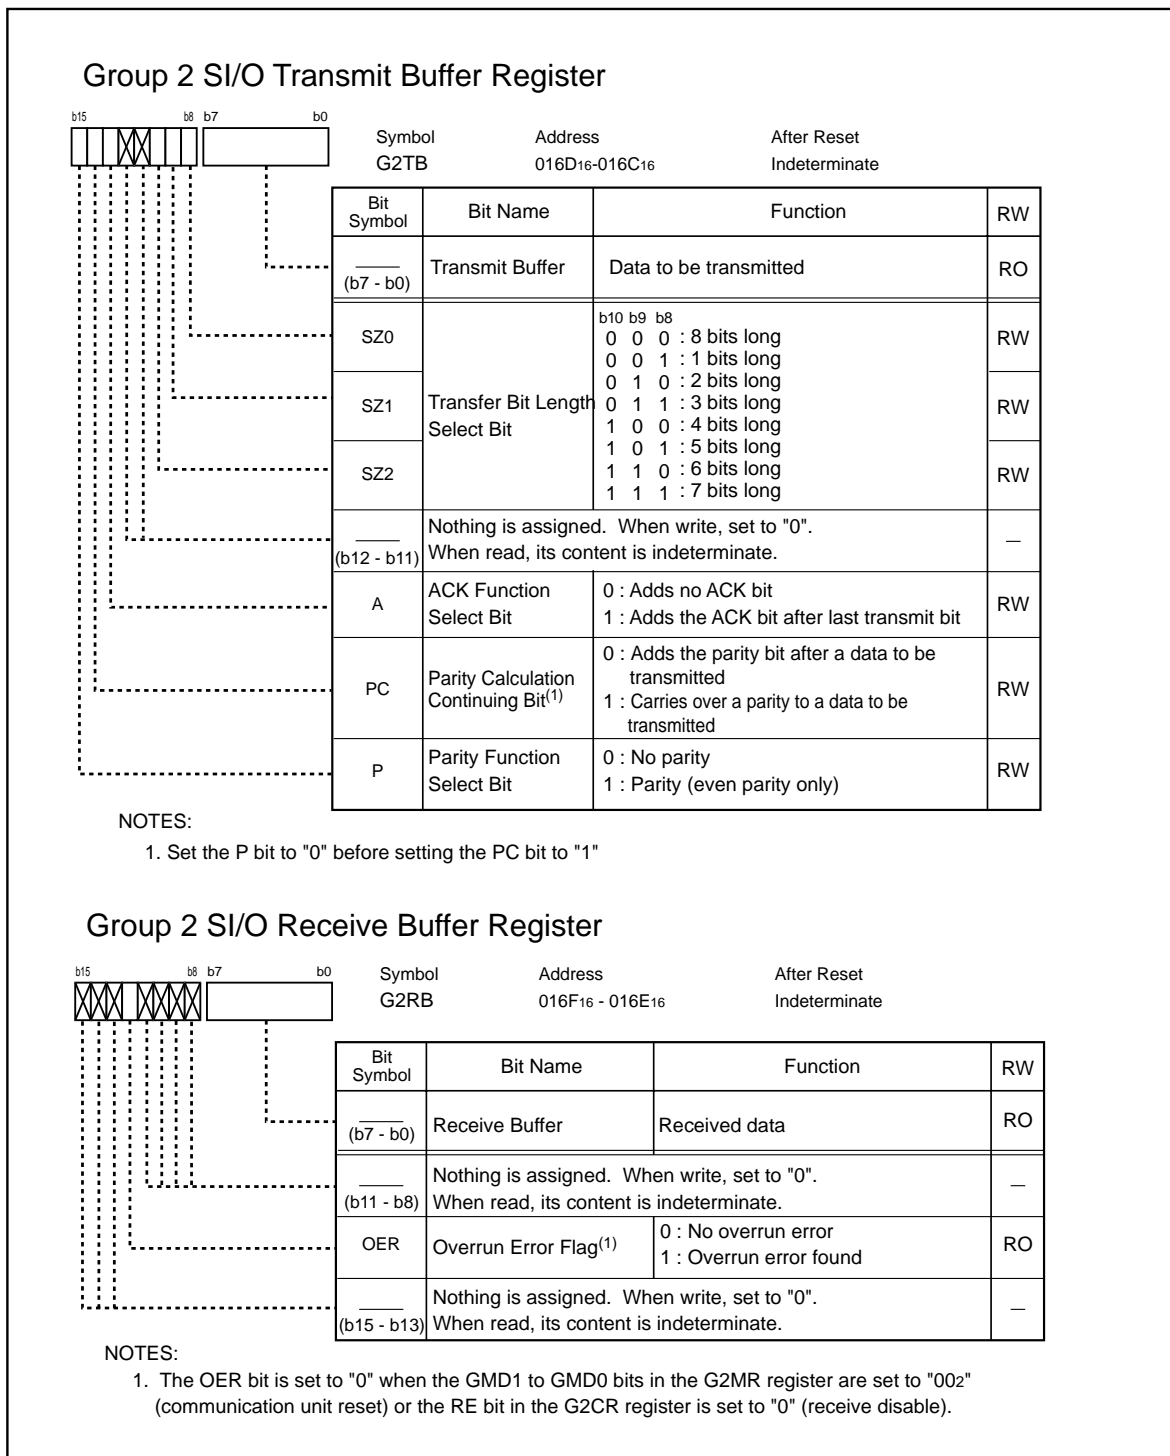 Group 2 SI/O Transmit Buffer Register
b15 b8 b7 b0
Symbol Address After Reset
G2TB 016D16-016C16 Indeterminate
Bit Symbol Bit Name Function RW
(b7 - b0) Transmit Buffer Data to be transmitted RO
b10 b9 b8
SZ0 0 0 0 : 8 bits long RW
0 0 1 : 1 bits long
0 1 0 : 2 bits long
SZ1 Transfer Bit Length 0 1 1 : 3 bits long RW
Select Bit 1 0 0 : 4 bits long
1 0 1 : 5 bits long
SZ2 1 1 0 : 6 bits long RW
1 1 1 : 7 bits long
Nothing is assigned. When write, set to "0". –
(b12 - b11) When read, its content is indeterminate.
A ACK Function 0 : Adds no ACK bit RW
Select Bit 1 : Adds the ACK bit after last transmit bit
0 : Adds the parity bit after a data to be
PC Parity Calculation transmitted RW
Continuing Bit(1) 1 : Carries over a parity to a data to be
transmitted
P Parity Function 0 : No parity RW
Select Bit 1 : Parity (even parity only)
NOTES:
1. Set the P bit to "0" before setting the PC bit to "1"
Group 2 SI/O Receive Buffer Register
b15 b8 b7 b0
Symbol Address After Reset
G2RB 016F16 - 016E16 Indeterminate
Bit Symbol Bit Name Function RW
(b7 - b0) Receive Buffer Received data RO
Nothing is assigned. When write, set to "0". –
(b11 - b8) When read, its content is indeterminate.
OER Overrun Error Flag(1) 0 : No overrun error RO
1 : Overrun error found
Nothing is assigned. When write, set to "0". –
(b15 - b13) When read, its content is indeterminate.
NOTES:
1. The OER bit is set to "0" when the GMD1 to GMD0 bits in the G2MR register are set to "002"
(communication unit reset) or the RE bit in the G2CR register is set to "0" (receive disable).